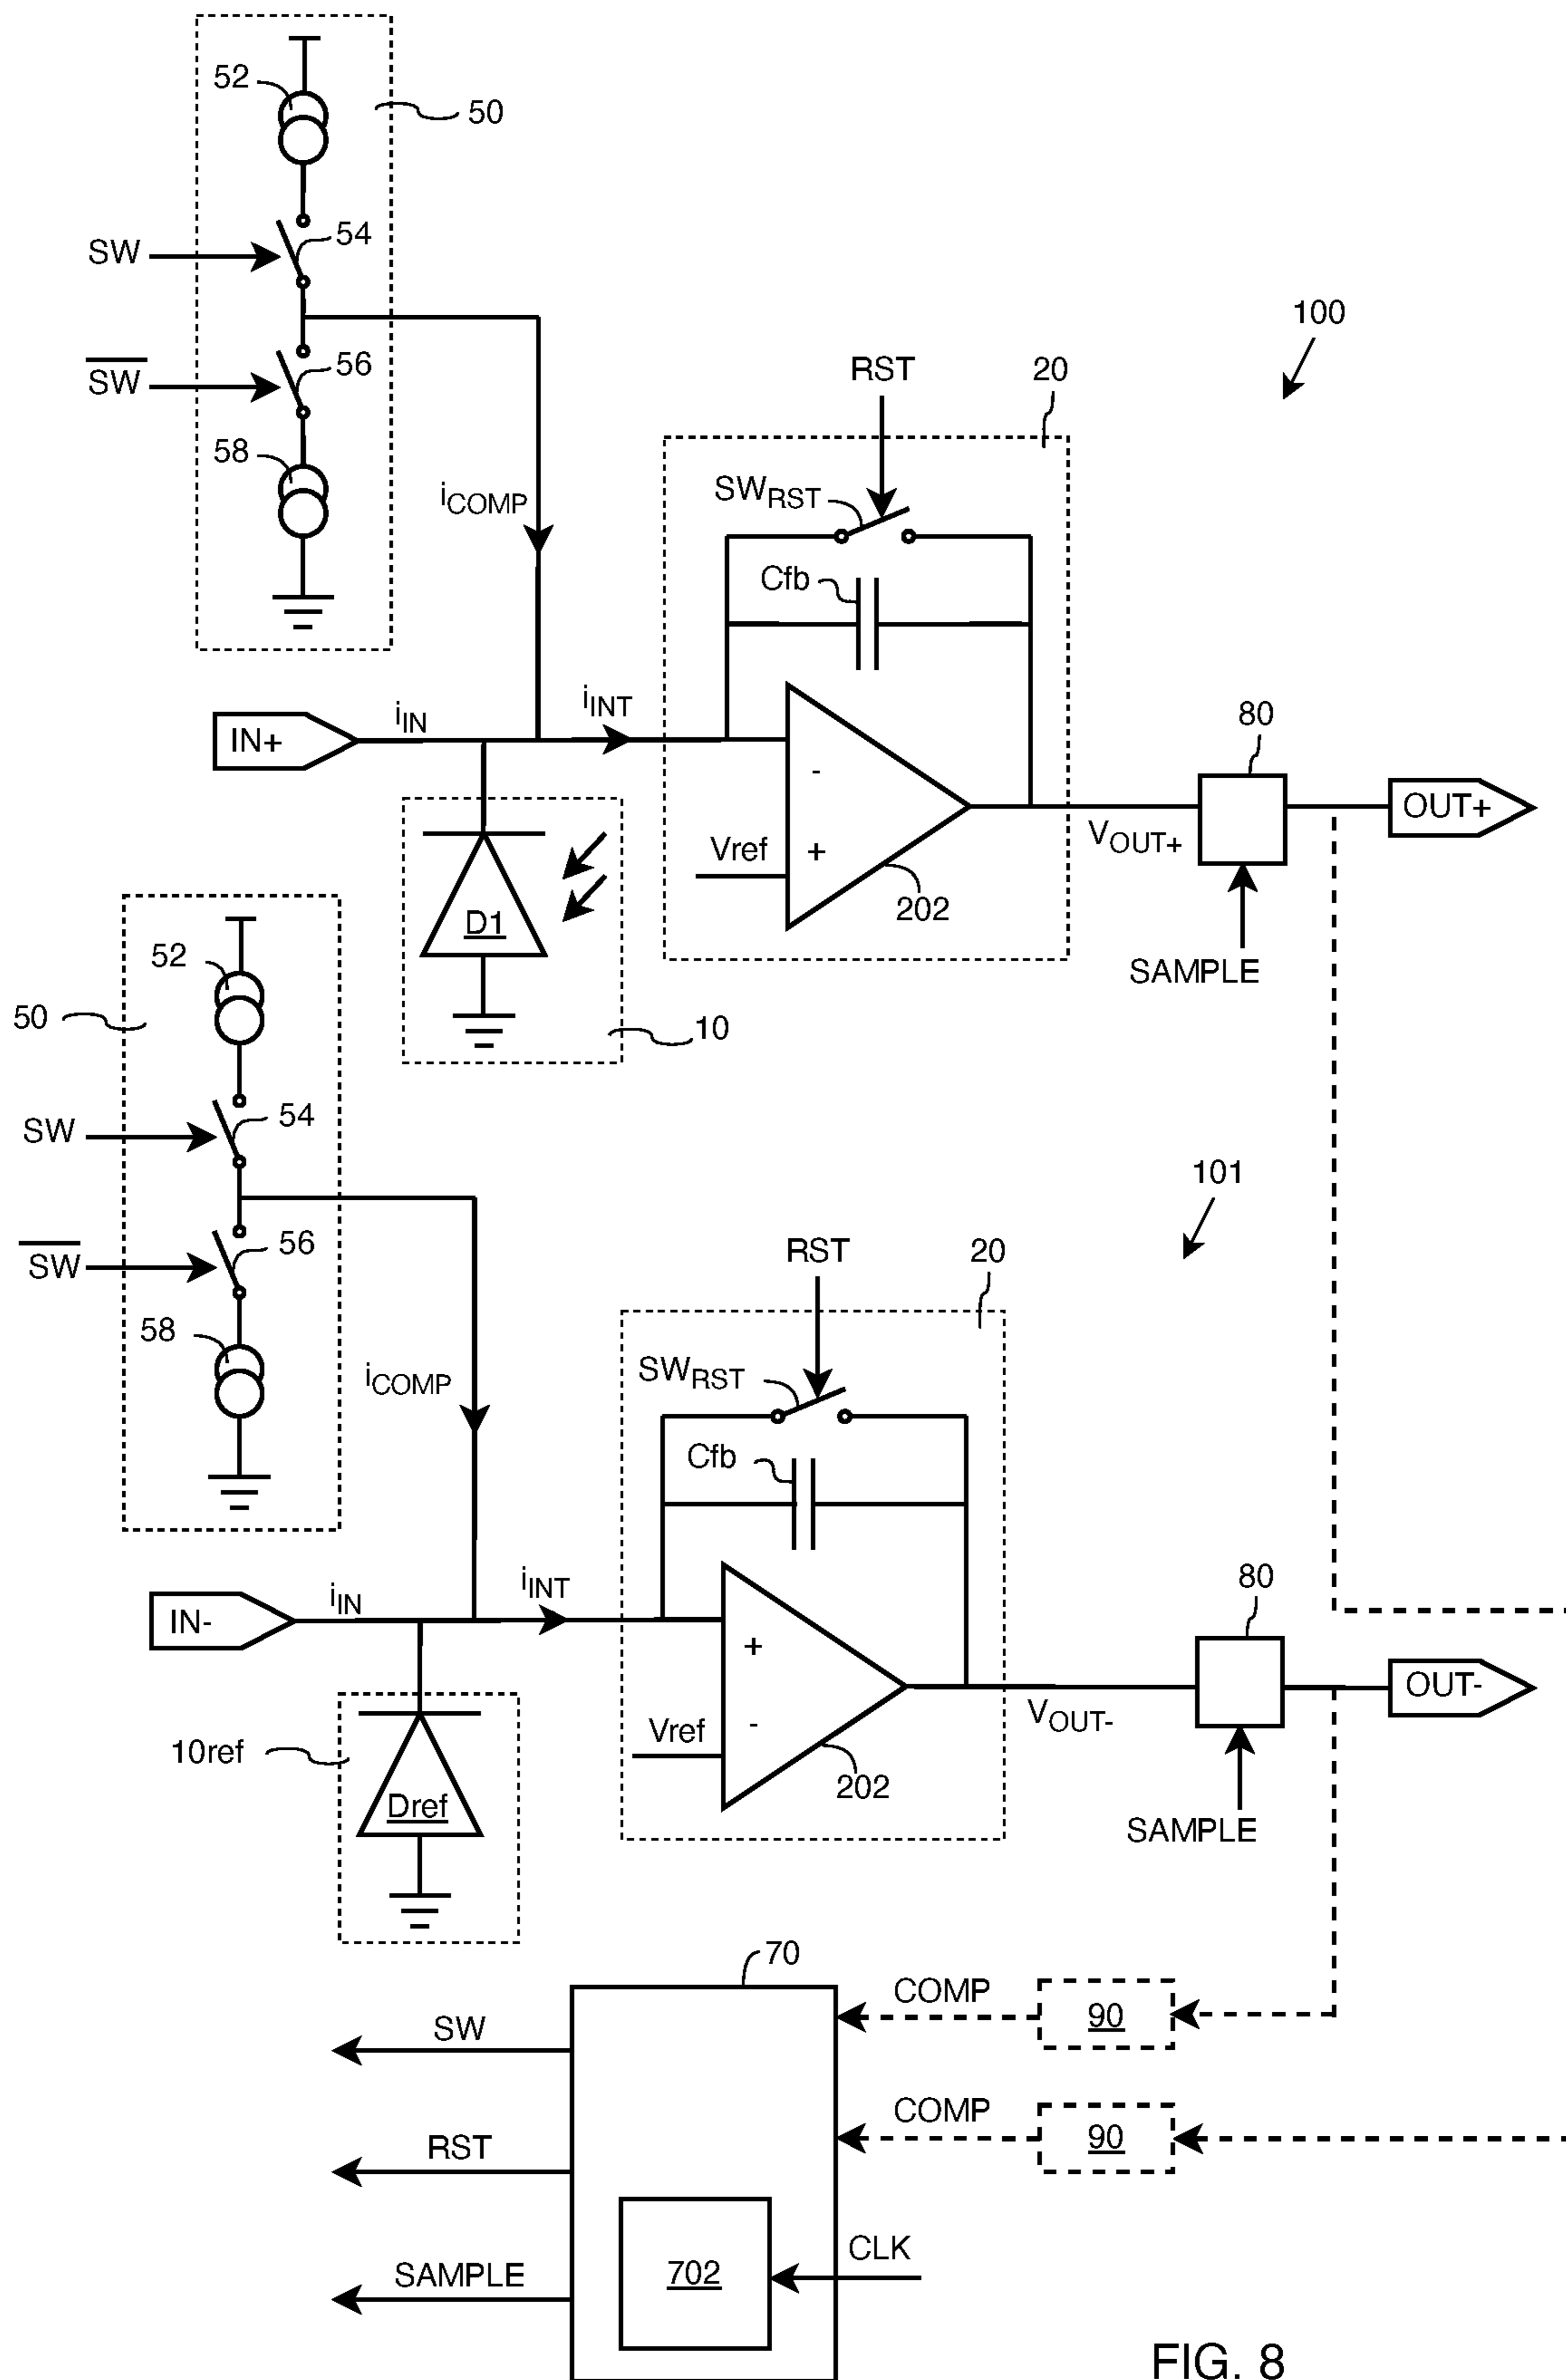 52
50
SW
54
SW
56
58
iCOMP
100
RST
20
SWRST
Cfb
IN+
iIN
iINT
-
Vref
+
202
VOUT+
80
OUT+
SAMPLE
D1
10
52
50
SW
54
SW
56
58
iCOMP
101
RST
20
SWRST
Cfb
IN-
iIN
iINT
+
Vref
-
202
VOUT-
80
OUT-
SAMPLE
10ref
Dref
70
SW
COMP
90
RST
COMP
90
SAMPLE
702
CLK
FIG. 8